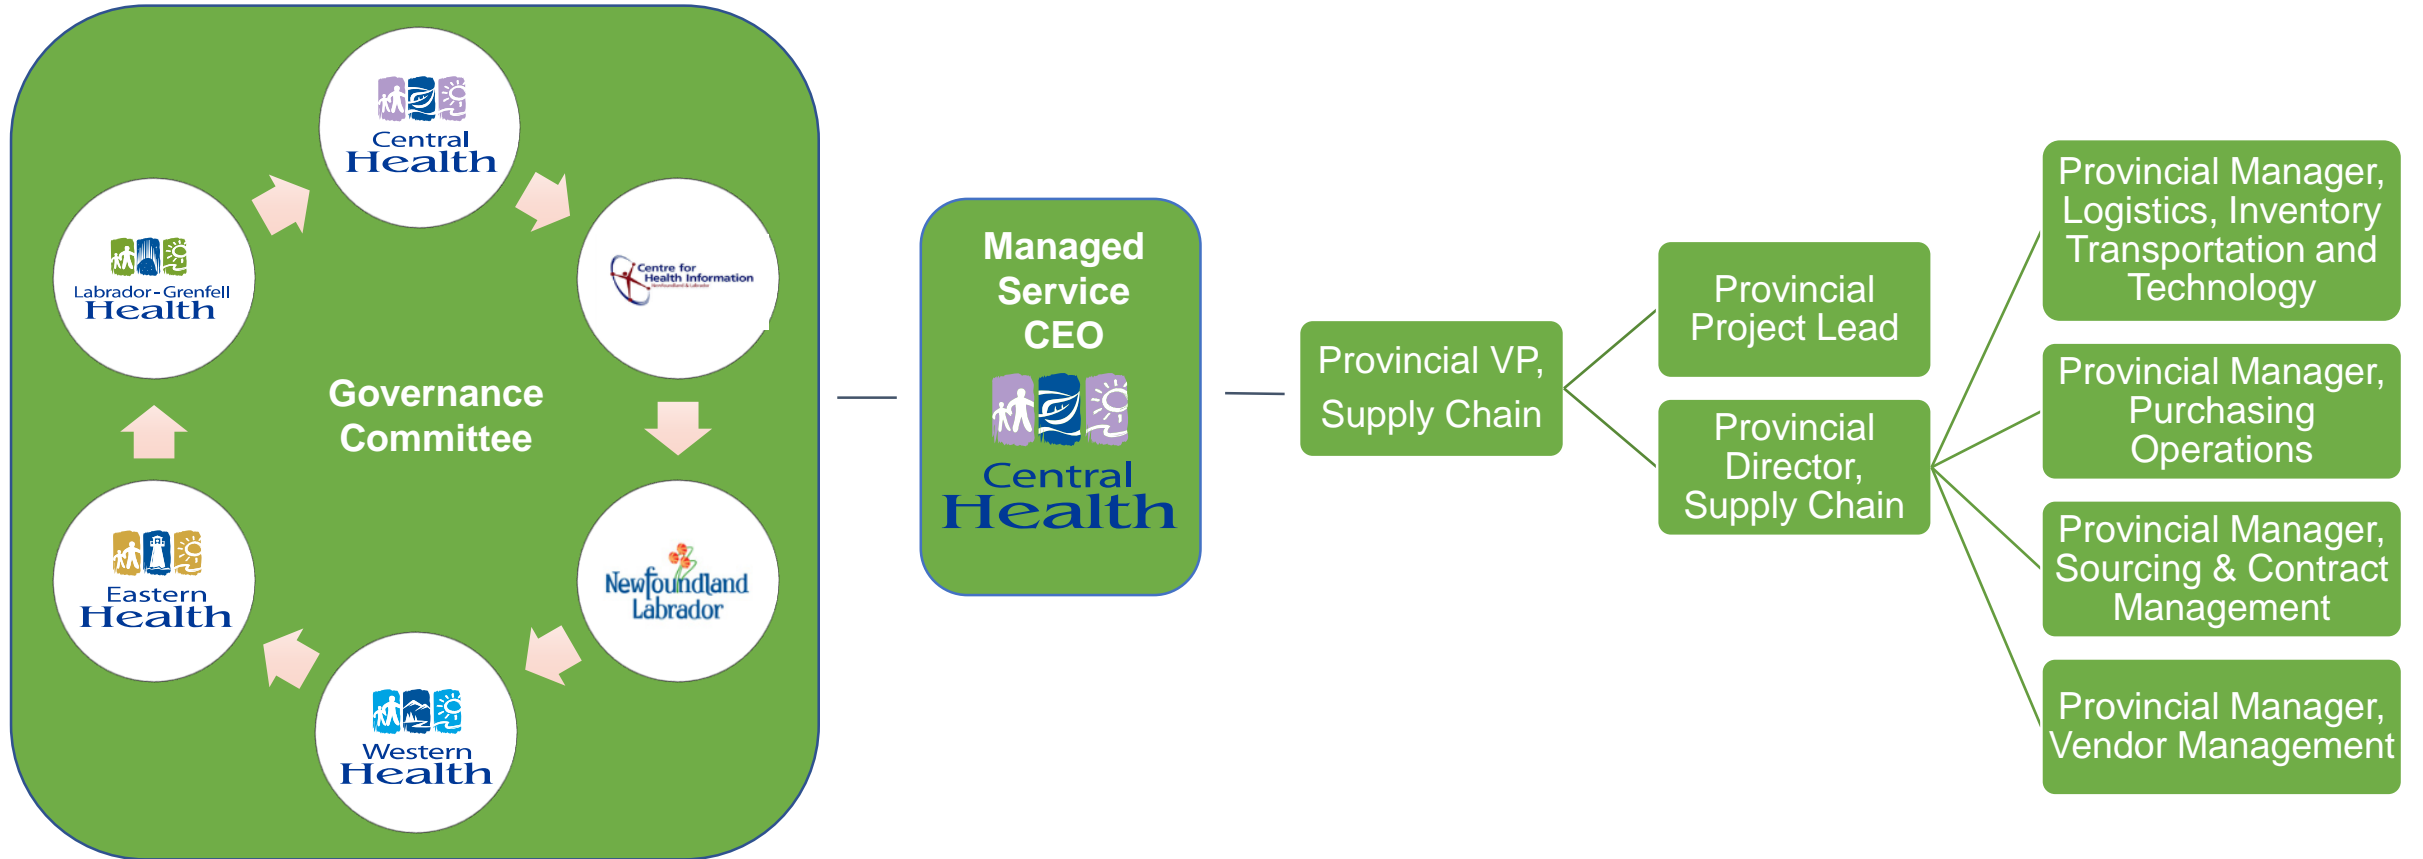 Central
Health
Centre for
Health Information
Newfoundland & Labrador
Newfoundland
Labrador
Western
Health
Eastern
Health
Labrador-Grenfell
Health
Governance
Committee
Managed
Service
CEO
Central
Health
Provincial VP,
Supply Chain
Provincial
Project Lead
Provincial
Director,
Supply Chain
Provincial Manager,
Logistics, Inventory
Transportation and
Technology
Provincial Manager,
Purchasing
Operations
Provincial Manager,
Sourcing & Contract
Management
Provincial Manager,
Vendor Management